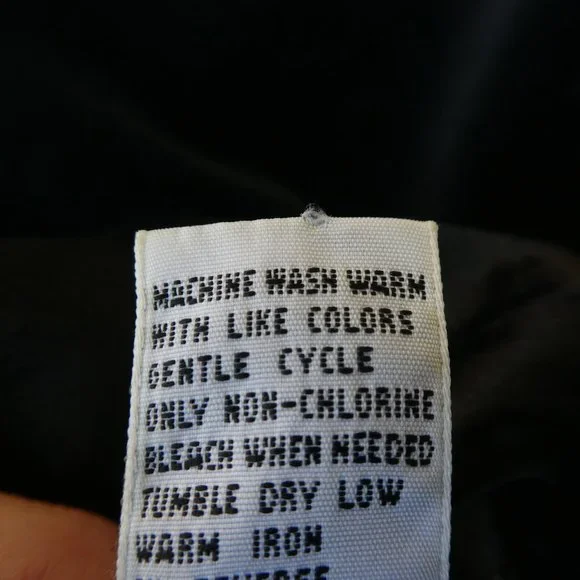 MACHINE WASH WARM
WITH LIKE COLORS
GENTLE CYCLE
ONLY NON-CHLORINE
BLEACH WHEN NEEDED
TUMBLE DRY LOW
WARM IRON